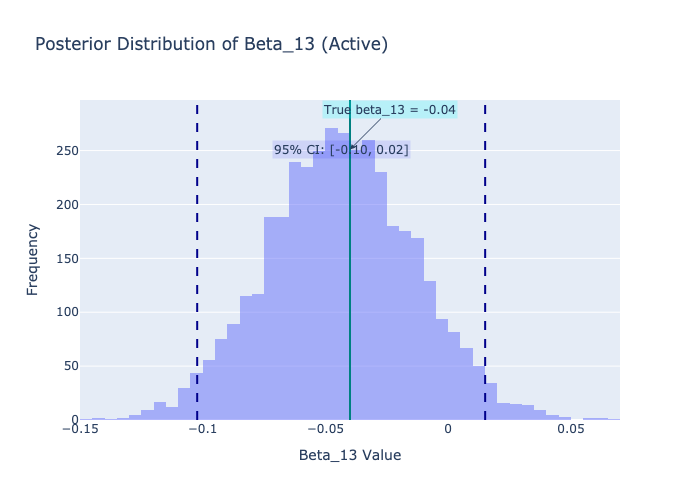 Posterior Distribution of Beta_13 (Active)
True beta_13 = -0.04
95% CI: [-0.10, 0.02]
250
200
150
100
50
0
Frequency
−0.15
−0.1
−0.05
0
0.05
Beta_13 Value